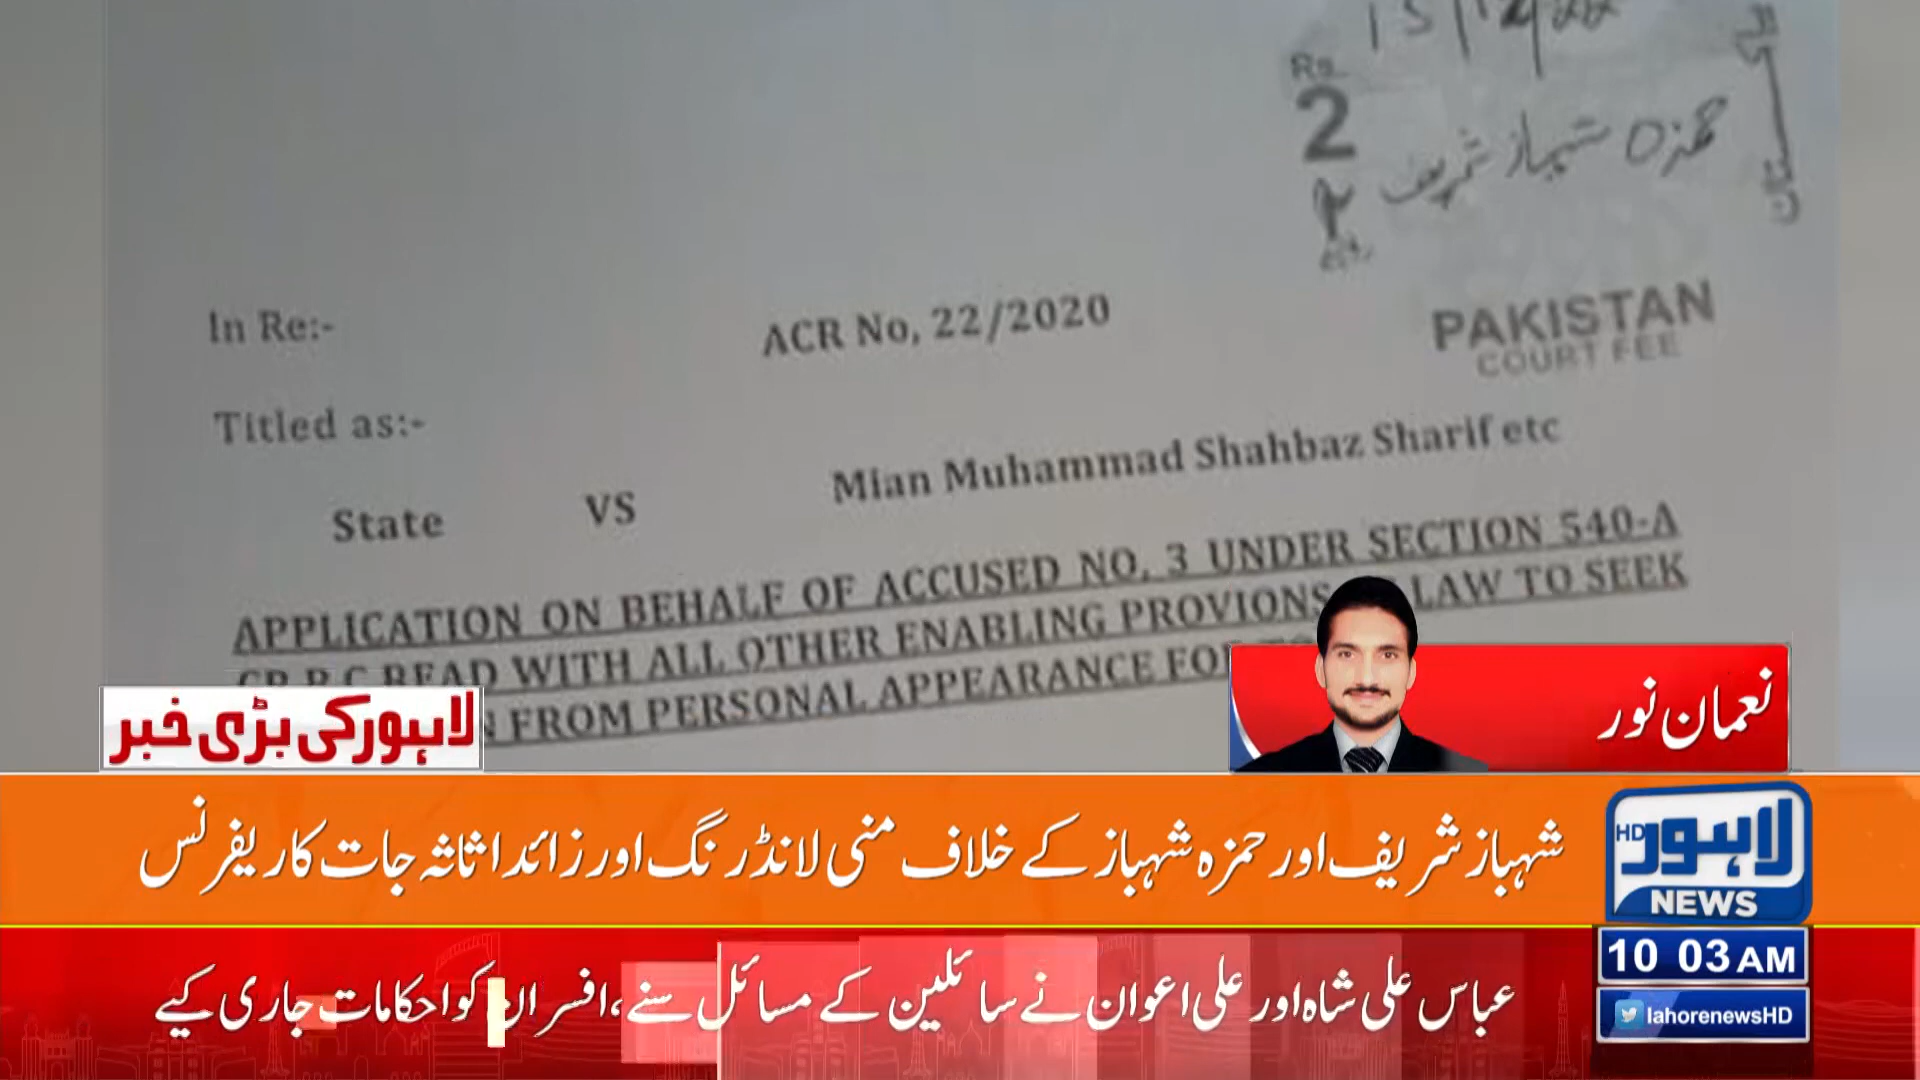 15/12/22
Rs.
2
حمزہ شہباز شریف
In Re:-
ACR No, 22/2020
PAKISTAN
COURT FEE
Titled as:-
State VS Mian Muhammad Shahbaz Sharif etc
APPLICATION ON BEHALF OF ACCUSED NO, 3 UNDER SECTION 540-A
CR P C READ WITH ALL OTHER ENABLING PROVIONS LAW TO SEEK
FROM PERSONAL APPEARANCE
نعمان نور
لاہور کی بڑی خبر
شہباز شریف اور حمزہ شہباز کے خلاف منی لانڈرنگ اور زائد اثاثہ جات کا ریفرنس
لاہور HD
NEWS
عباس علی شاہ اور علی اعوان نے سائلین کے مسائل سنے، افسران کو احکامات جاری کیے
10 03 AM
lahorenewsHD